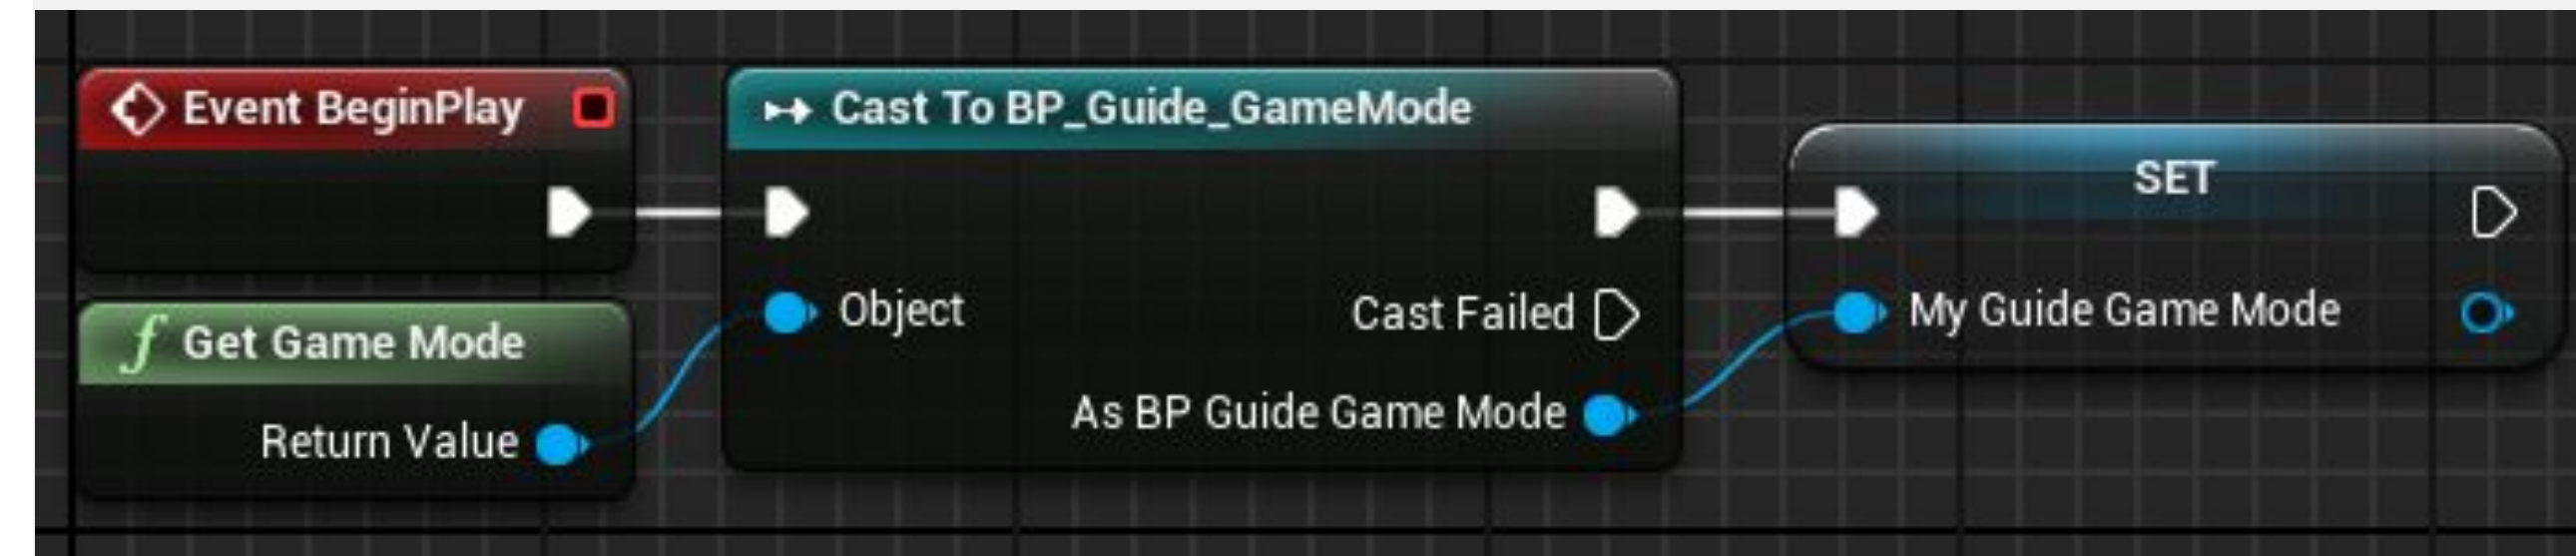 Event BeginPlay
Get Game Mode
Return Value
Cast To BP_Guide_GameMode
Object
Cast Failed
As BP Guide Game Mode
SET
My Guide Game Mode